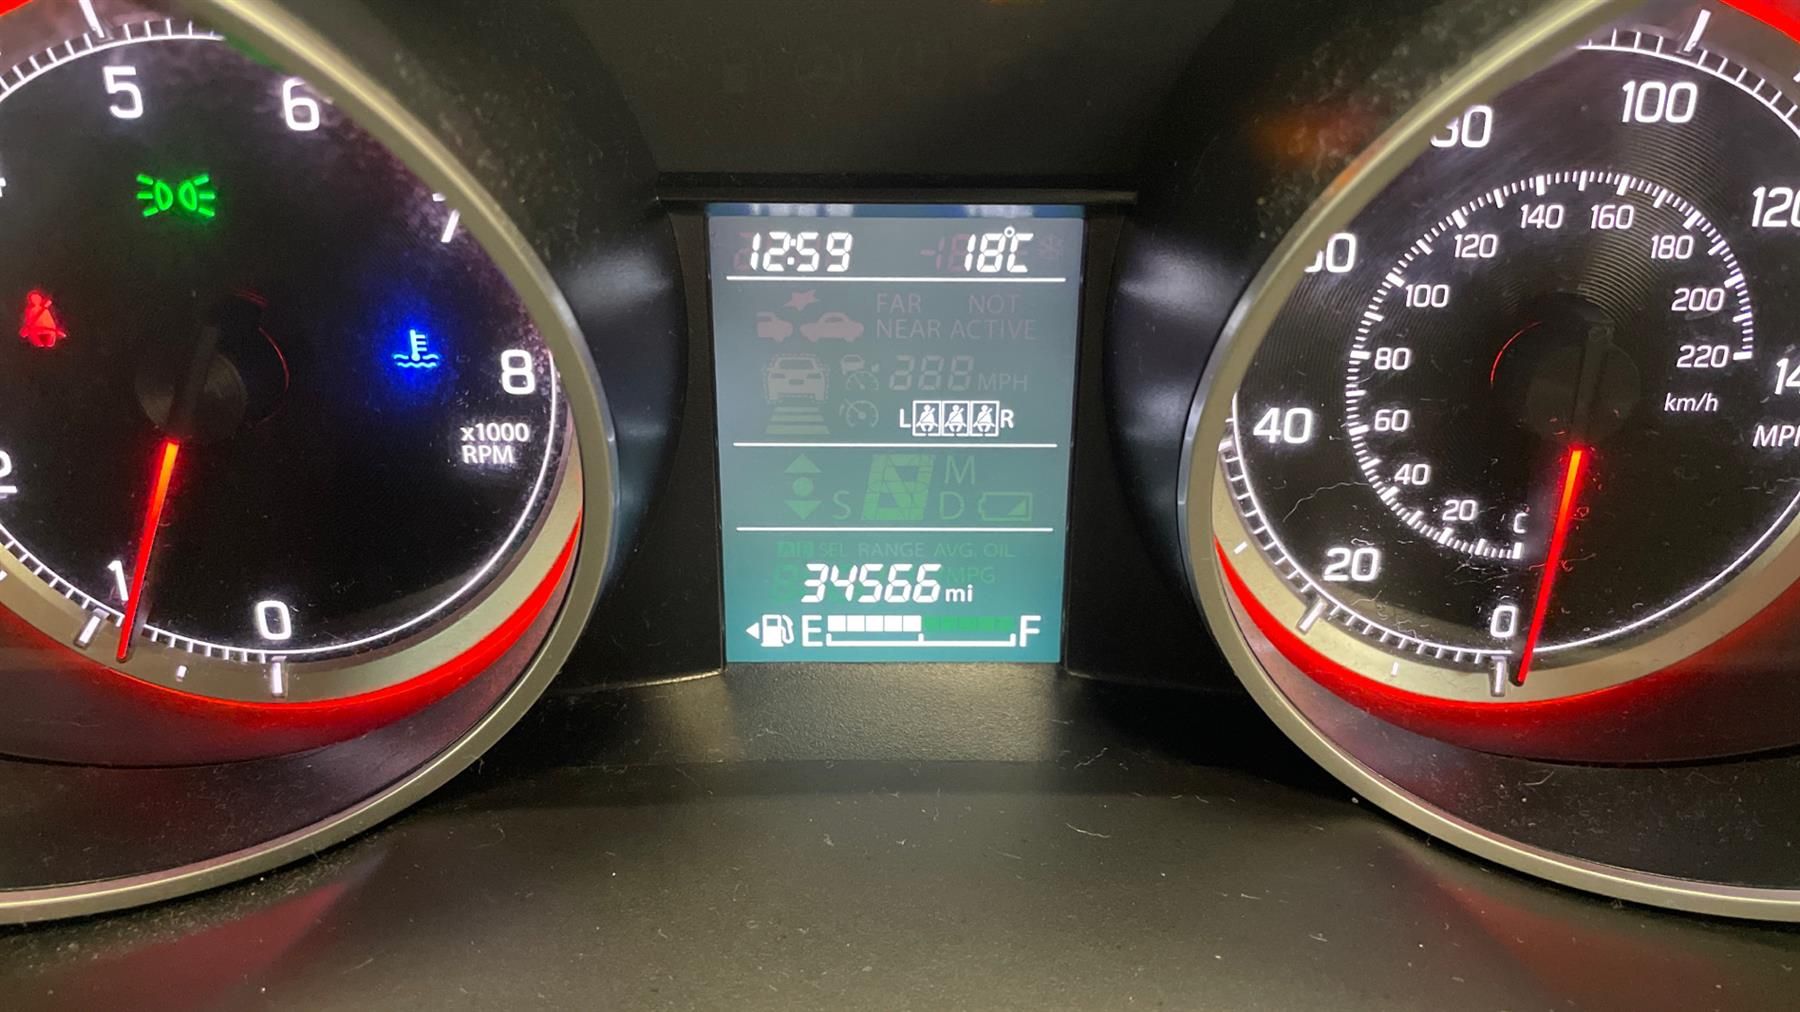 5
6
7
8
x1000
RPM
2
1
0
12:59
18°C
FAR NOT
NEAR ACTIVE
MPH
L R
M
S D
SEL RANGE AVG. OIL
MPG
34566 mi
E F
100
120
40
20
0
140 160
120 180
100 200
80 220
60 km/h
40
20
C